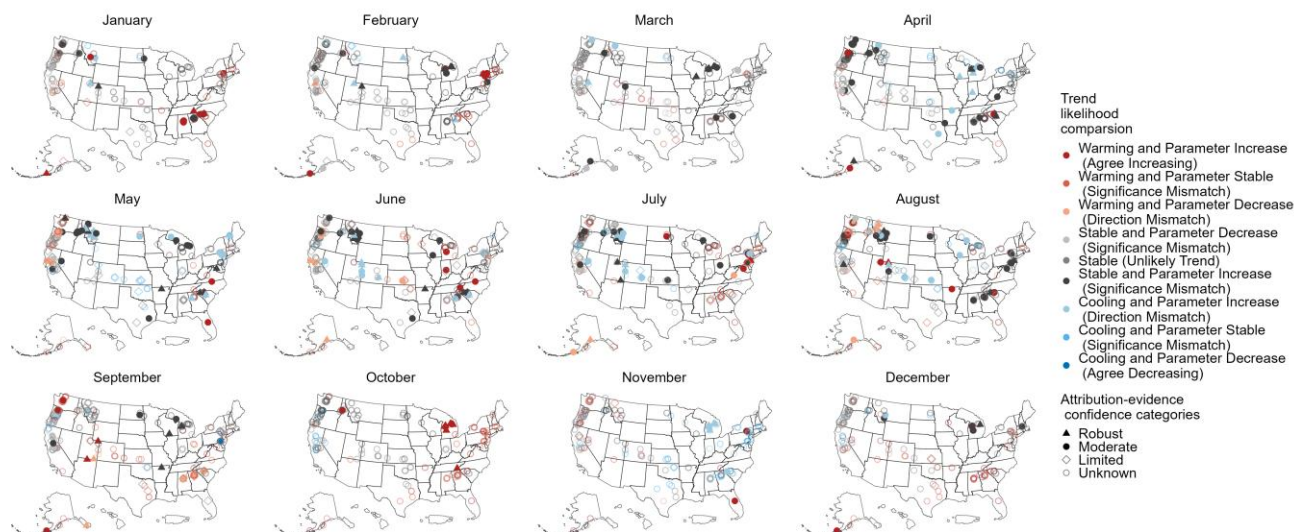 January
February
March
April
May
June
July
August
September
October
November
December
Trend
likelihood
comparsion
Warming and Parameter Increase
(Agree Increasing)
Warming and Parameter Stable
(Significance Mismatch)
Warming and Parameter Decrease
(Direction Mismatch)
Stable and Parameter Decrease
(Significance Mismatch)
Stable (Unlikely Trend)
Stable and Parameter Increase
(Significance Mismatch)
Cooling and Parameter Increase
(Direction Mismatch)
Cooling and Parameter Stable
(Significance Mismatch)
Cooling and Parameter Decrease
(Agree Decreasing)
Attribution-evidence
confidence categories
Robust
Moderate
Limited
Unknown